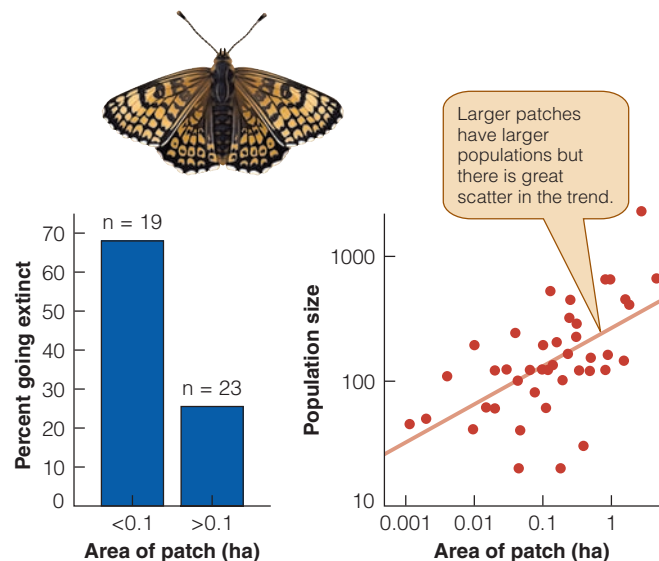 Larger patches
have larger
populations but
there is great
scatter in the trend.
Percent going extinct
70
60
50
40
30
20
10
0
n = 19
n = 23
<0.1
>0.1
Area of patch (ha)
Population size
1000
100
10
0.001
0.01
0.1
1
Area of patch (ha)